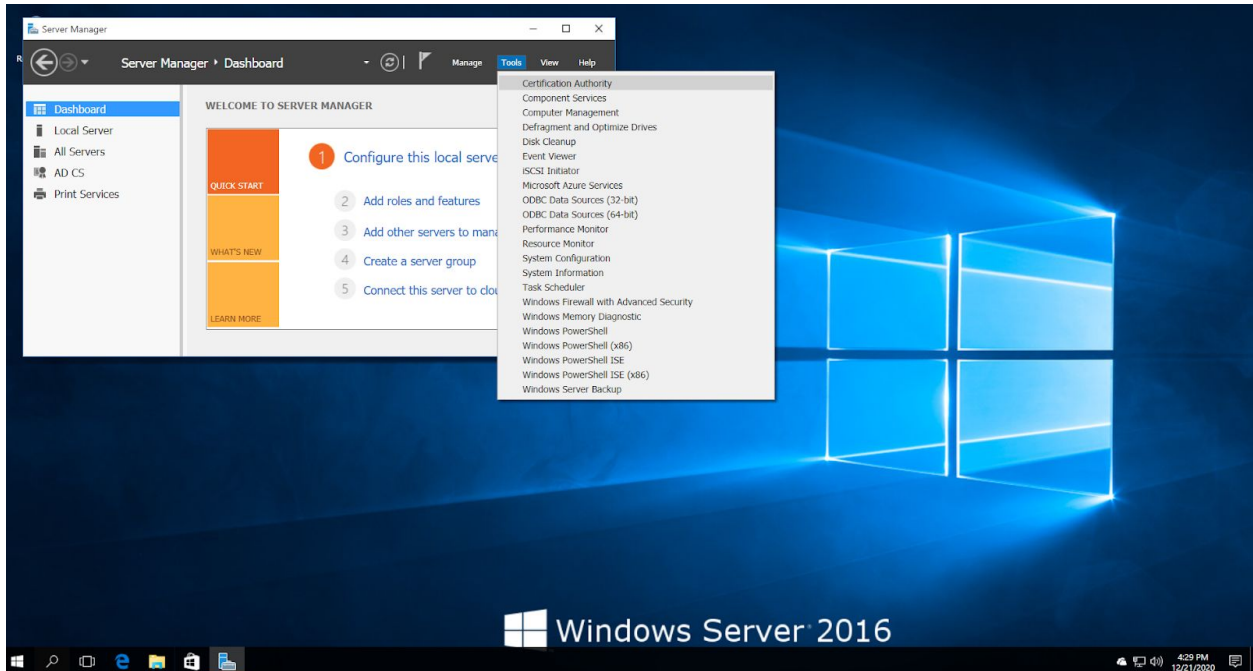 Server Manager
R
Server Manager ‣ Dashboard
Manage Tools View Help
Dashboard
Local Server
All Servers
AD CS
Print Services
WELCOME TO SERVER MANAGER
QUICK START
WHAT'S NEW
LEARN MORE
1 Configure this local serve
2 Add roles and features
3 Add other servers to mana
4 Create a server group
5 Connect this server to clou
Certification Authority
Component Services
Computer Management
Defragment and Optimize Drives
Disk Cleanup
Event Viewer
iSCSI Initiator
Microsoft Azure Services
ODBC Data Sources (32-bit)
ODBC Data Sources (64-bit)
Performance Monitor
Resource Monitor
System Configuration
System Information
Task Scheduler
Windows Firewall with Advanced Security
Windows Memory Diagnostic
Windows PowerShell
Windows PowerShell (x86)
Windows PowerShell ISE
Windows PowerShell ISE (x86)
Windows Server Backup
Windows Server 2016
4:29 PM
12/21/2020